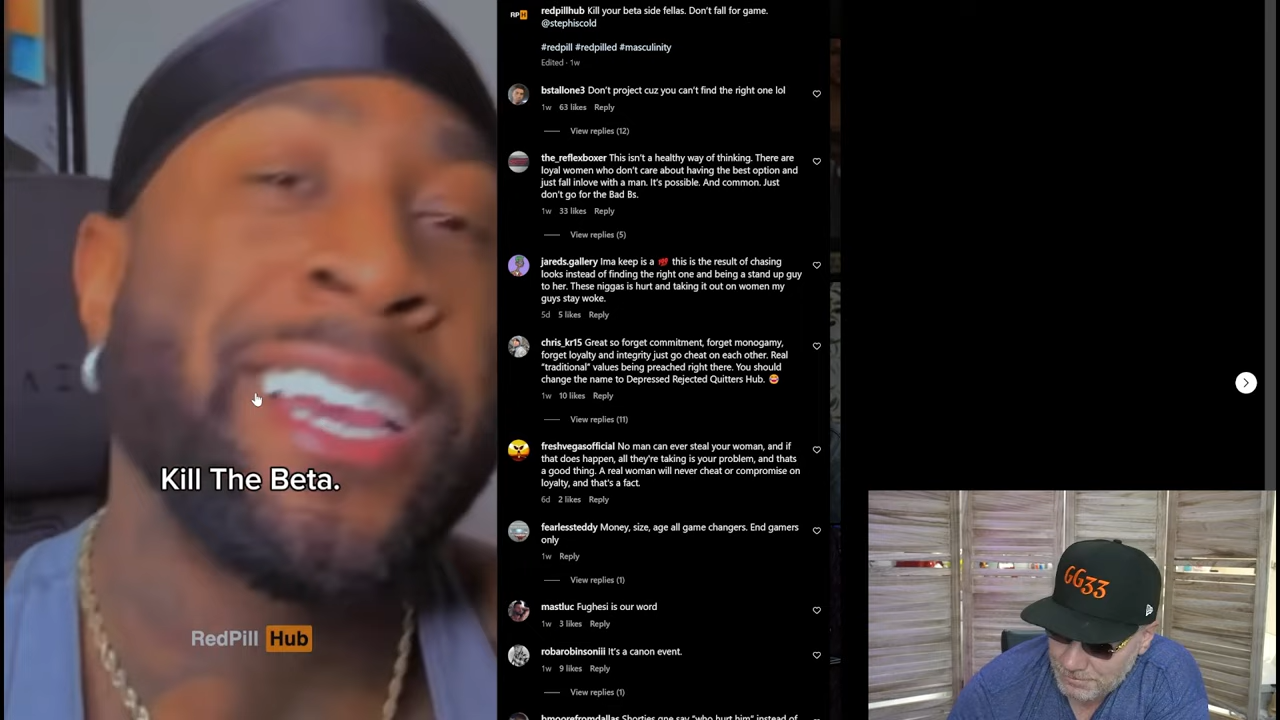 Kill The Beta.
RedPill Hub
RP H
redpillhub Kill your beta side fellas. Don't fall for game.
@stephiscold
#redpill #redpilled #masculinity
Edited · 1w
bstallone3 Don't project cuz you can't find the right one lol
1w 63 likes Reply
View replies (12)
the_reflexboxer This isn't a healthy way of thinking. There are
loyal women who don't care about having the best option and
just fall inlove with a man. It's possible. And common. Just
don't go for the Bad Bs.
1w 33 likes Reply
View replies (5)
jareds.gallery Ima keep is a 💯 this is the result of chasing
looks instead of finding the right one and being a stand up guy
to her. These niggas is hurt and taking it out on women my
guys stay woke.
5d 5 likes Reply
chris_kr15 Great so forget commitment, forget monogamy,
forget loyalty and integrity just go cheat on each other. Real
"traditional" values being preached right there. You should
change the name to Depressed Rejected Quitters Hub. 😂
1w 10 likes Reply
View replies (11)
freshvegasofficial No man can ever steal your woman, and if
that does happen, all they're taking is your problem, and thats
a good thing. A real woman will never cheat or compromise on
loyalty, and that's a fact.
6d 2 likes Reply
fearlessteddy Money, size, age all game changers. End gamers
only
1w Reply
View replies (1)
mastluc Fughesi is our word
1w 3 likes Reply
robarobinsoniii It's a canon event.
1w 9 likes Reply
View replies (1)
bmoorefromdallas Shorties gne say "who hurt him" instead of
GG33